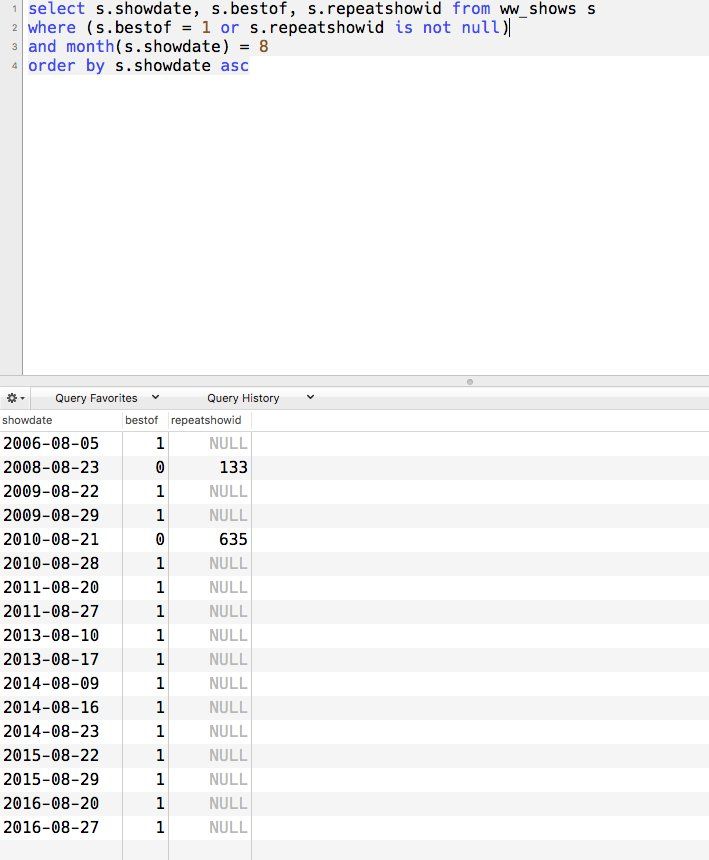 1 select s.showdate, s.bestof, s.repeatshowid from ww_shows s
2 where (s.bestof = 1 or s.repeatshowid is not null)
3 and month(s.showdate) = 8
4 order by s.showdate asc
Query Favorites Query History
showdate bestof repeatshowid
2006-08-05 1 NULL
2008-08-23 0 133
2009-08-22 1 NULL
2009-08-29 1 NULL
2010-08-21 0 635
2010-08-28 1 NULL
2011-08-20 1 NULL
2011-08-27 1 NULL
2013-08-10 1 NULL
2013-08-17 1 NULL
2014-08-09 1 NULL
2014-08-16 1 NULL
2014-08-23 1 NULL
2015-08-22 1 NULL
2015-08-29 1 NULL
2016-08-20 1 NULL
2016-08-27 1 NULL